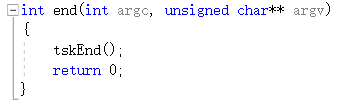 int end(int argc, unsigned char** argv)
{
tskEnd();
return 0;
}